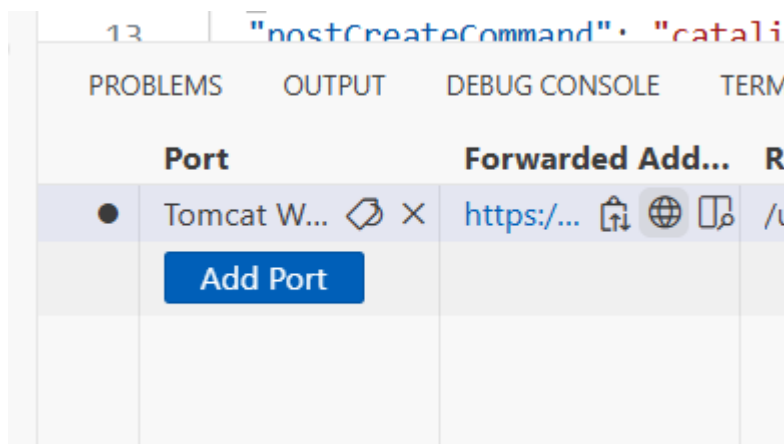 13 "postCreateCommand": "catali
PROBLEMS OUTPUT DEBUG CONSOLE TERM
Port Forwarded Add... R
Tomcat W... https:/... /u
Add Port